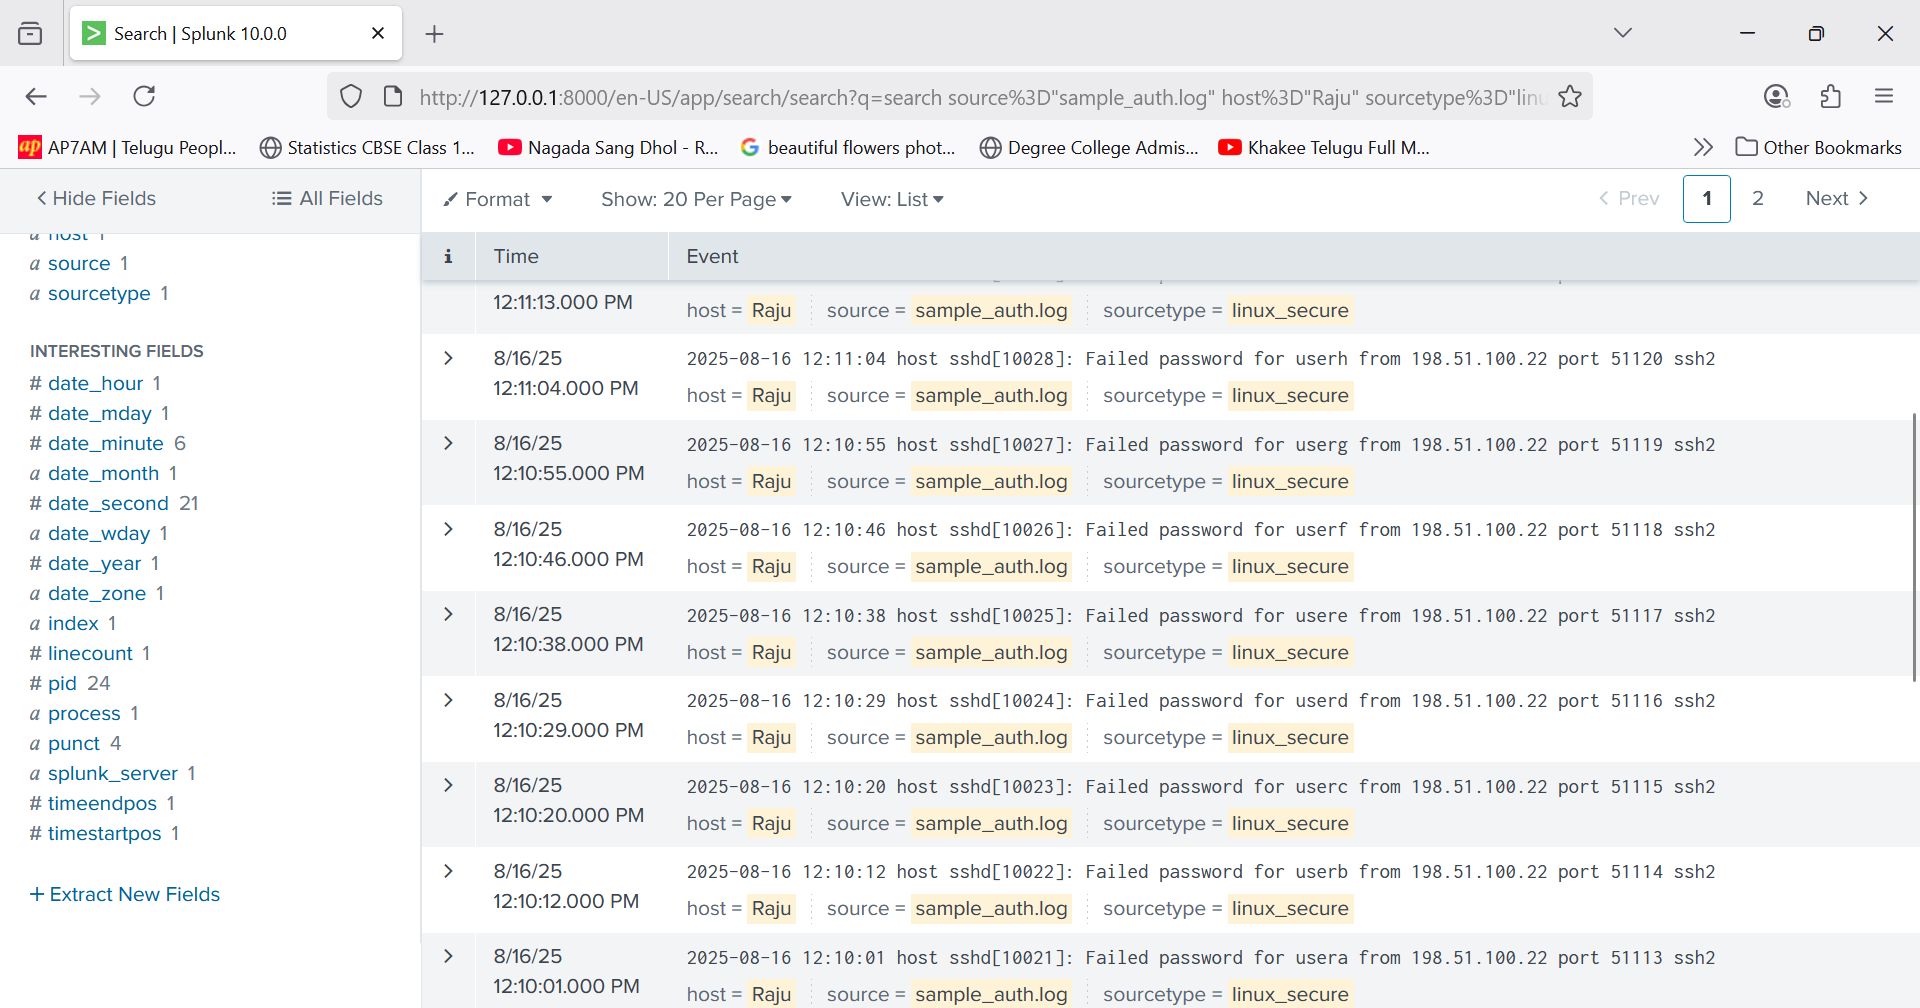 Search | Splunk 10.0.0
http://127.0.0.1:8000/en-US/app/search/search?q=search source%3D"sample_auth.log" host%3D"Raju" sourcetype%3D"linu
AP7AM | Telugu Peopl...
Statistics CBSE Class 1...
Nagada Sang Dhol - R...
beautiful flowers phot...
Degree College Admis...
Khakee Telugu Full M...
Other Bookmarks
Hide Fields
All Fields
a host 1
a source 1
a sourcetype 1
INTERESTING FIELDS
# date_hour 1
# date_mday 1
# date_minute 6
a date_month 1
# date_second 21
a date_wday 1
# date_year 1
a date_zone 1
a index 1
# linecount 1
# pid 24
a process 1
a punct 4
a splunk_server 1
# timeendpos 1
# timestartpos 1
+ Extract New Fields
Format
Show: 20 Per Page
View: List
Prev 1 2 Next
i Time Event
12:11:13.000 PM
host = Raju source = sample_auth.log sourcetype = linux_secure
8/16/25
12:11:04.000 PM
2025-08-16 12:11:04 host sshd[10028]: Failed password for userh from 198.51.100.22 port 51120 ssh2
host = Raju source = sample_auth.log sourcetype = linux_secure
8/16/25
12:10:55.000 PM
2025-08-16 12:10:55 host sshd[10027]: Failed password for userg from 198.51.100.22 port 51119 ssh2
host = Raju source = sample_auth.log sourcetype = linux_secure
8/16/25
12:10:46.000 PM
2025-08-16 12:10:46 host sshd[10026]: Failed password for userf from 198.51.100.22 port 51118 ssh2
host = Raju source = sample_auth.log sourcetype = linux_secure
8/16/25
12:10:38.000 PM
2025-08-16 12:10:38 host sshd[10025]: Failed password for usere from 198.51.100.22 port 51117 ssh2
host = Raju source = sample_auth.log sourcetype = linux_secure
8/16/25
12:10:29.000 PM
2025-08-16 12:10:29 host sshd[10024]: Failed password for userd from 198.51.100.22 port 51116 ssh2
host = Raju source = sample_auth.log sourcetype = linux_secure
8/16/25
12:10:20.000 PM
2025-08-16 12:10:20 host sshd[10023]: Failed password for userc from 198.51.100.22 port 51115 ssh2
host = Raju source = sample_auth.log sourcetype = linux_secure
8/16/25
12:10:12.000 PM
2025-08-16 12:10:12 host sshd[10022]: Failed password for userb from 198.51.100.22 port 51114 ssh2
host = Raju source = sample_auth.log sourcetype = linux_secure
8/16/25
12:10:01.000 PM
2025-08-16 12:10:01 host sshd[10021]: Failed password for usera from 198.51.100.22 port 51113 ssh2
host = Raju source = sample_auth.log sourcetype = linux_secure